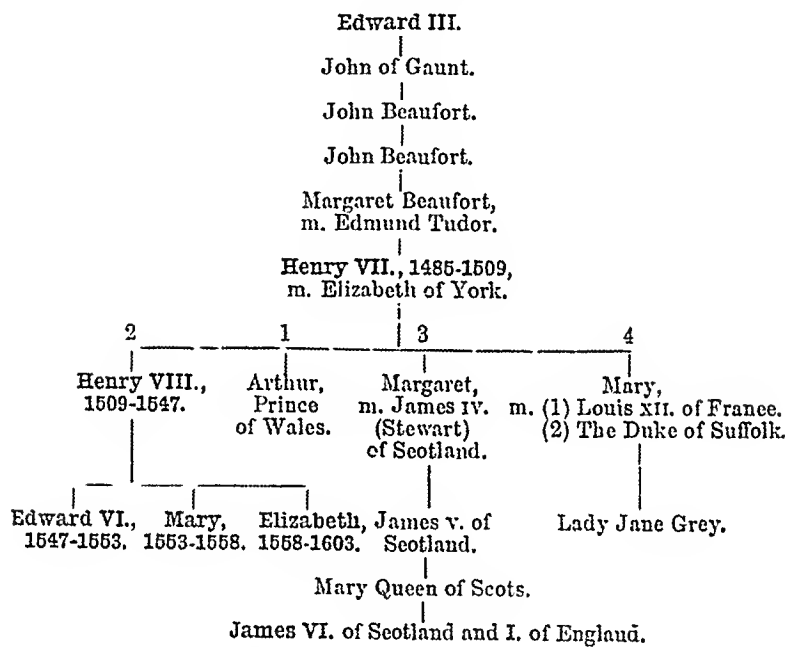 Edward III.
John of Gaunt.
John Beaufort.
John Beaufort.
Margaret Beaufort,
m. Edmund Tudor.
Henry VII., 1485-1509,
m. Elizabeth of York.
2 1 3 4
Henry VIII.,
1509-1547.
Arthur,
Prince
of Wales.
Margaret,
m. James IV.
(Stewart)
of Scotland.
Mary,
m. (1) Louis XII. of France.
(2) The Duke of Suffolk.
Edward VI.,
1547-1553.
Mary,
1553-1558.
Elizabeth,
1558-1603.
James V. of
Scotland.
Lady Jane Grey.
Mary Queen of Scots.
James VI. of Scotland and I. of England.